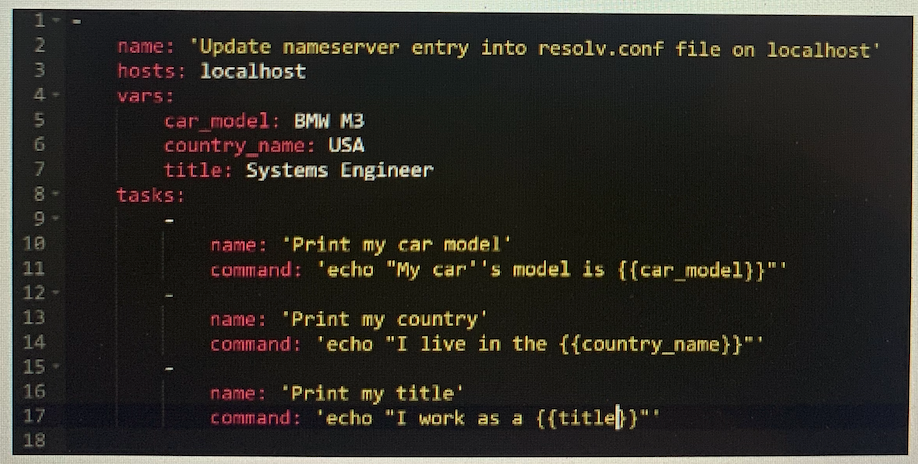 1 -
2 name: 'Update nameserver entry into resolv.conf file on localhost'
3 hosts: localhost
4 vars:
5 car_model: BMW M3
6 country_name: USA
7 title: Systems Engineer
8 tasks:
9 -
10 name: 'Print my car model'
11 command: 'echo "My car''s model is {{car_model}}"'
12 -
13 name: 'Print my country'
14 command: 'echo "I live in the {{country_name}}"'
15 -
16 name: 'Print my title'
17 command: 'echo "I work as a {{title}}"'
18